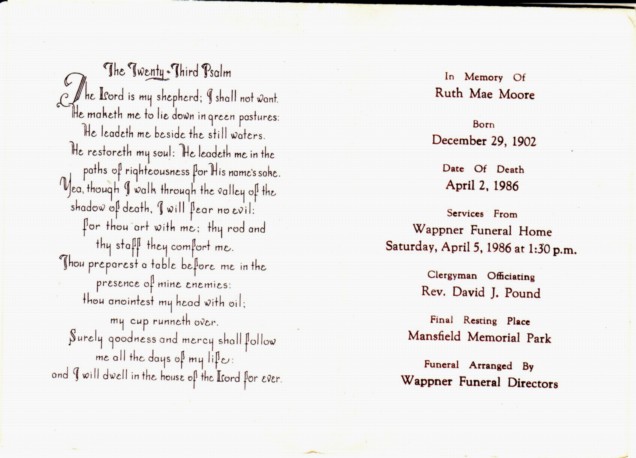 The Twenty-Third Psalm
The Lord is my shepherd; I shall not want.
He maketh me to lie down in green pastures:
He leadeth me beside the still waters.
He restoreth my soul: He leadeth me in the
paths of righteousness for His name's sake.
Yea, though I walk through the valley of the
shadow of death, I will fear no evil:
for thou art with me; thy rod and
thy staff they comfort me.
Thou preparest a table before me in the
presence of mine enemies:
thou anointest my head with oil;
my cup runneth over.
Surely goodness and mercy shall follow
me all the days of my life:
and I will dwell in the house of the Lord for ever.
In Memory Of
Ruth Mae Moore
Born
December 29, 1902
Date Of Death
April 2, 1986
Services From
Wappner Funeral Home
Saturday, April 5, 1986 at 1:30 p.m.
Clergyman Officiating
Rev. David J. Pound
Final Resting Place
Mansfield Memorial Park
Funeral Arranged By
Wappner Funeral Directors